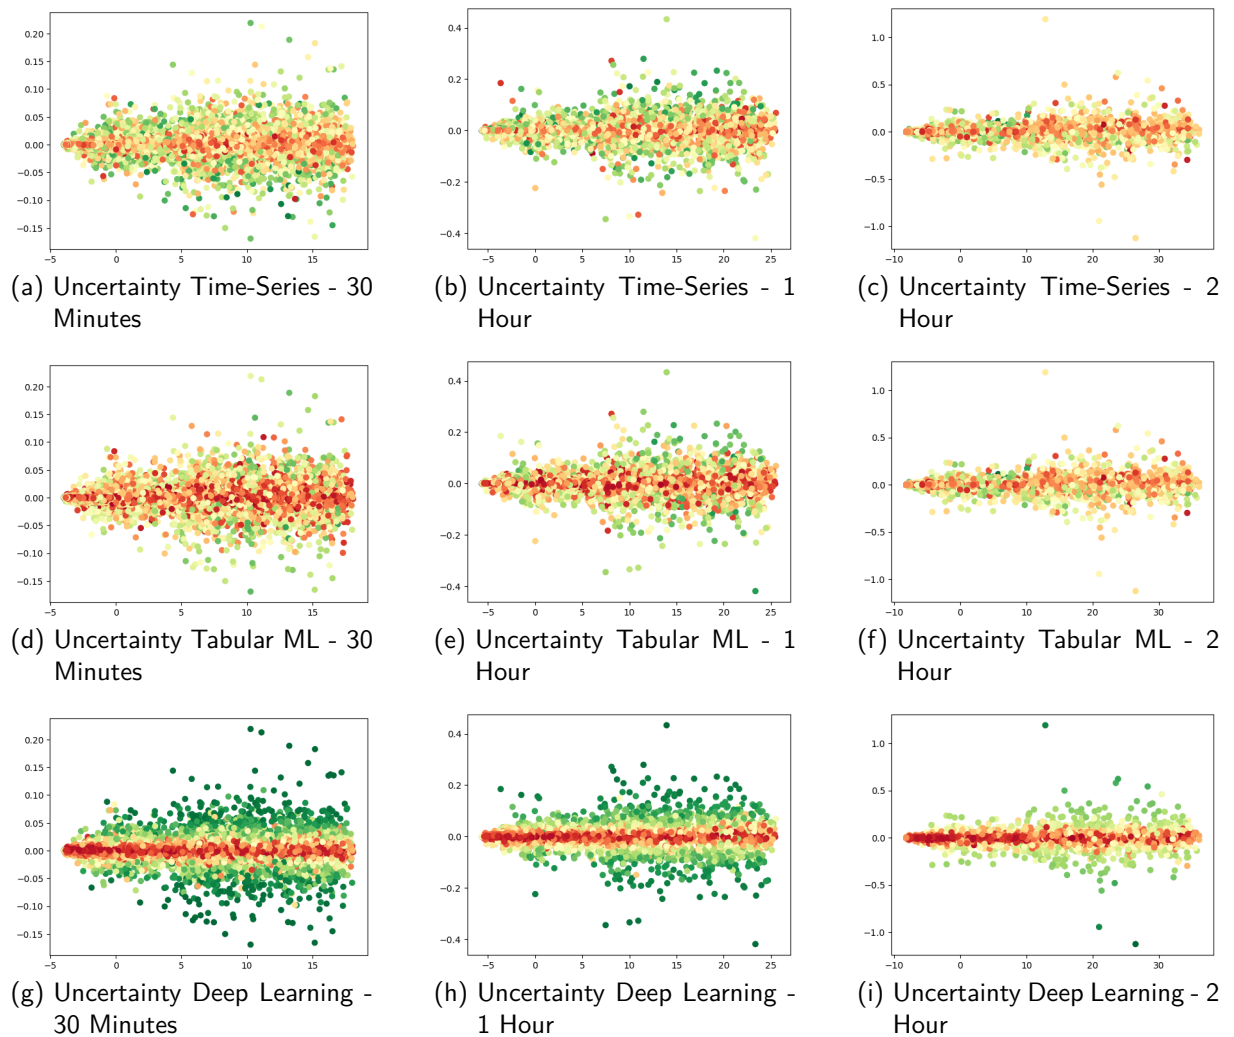 0.20
0.15
0.10
0.05
0.00
−0.05
−0.10
−0.15
−5 0 5 10 15
(a) Uncertainty Time-Series - 30
Minutes
0.4
0.2
0.0
−0.2
−0.4
−5 0 5 10 15 20 25
(b) Uncertainty Time-Series - 1
Hour
1.0
0.5
0.0
−0.5
−1.0
−10 0 10 20 30
(c) Uncertainty Time-Series - 2
Hour
0.20
0.15
0.10
0.05
0.00
−0.05
−0.10
−0.15
−5 0 5 10 15
(d) Uncertainty Tabular ML - 30
Minutes
0.4
0.2
0.0
−0.2
−0.4
−5 0 5 10 15 20 25
(e) Uncertainty Tabular ML - 1
Hour
1.0
0.5
0.0
−0.5
−1.0
−10 0 10 20 30
(f) Uncertainty Tabular ML - 2
Hour
0.20
0.15
0.10
0.05
0.00
−0.05
−0.10
−0.15
−5 0 5 10 15
(g) Uncertainty Deep Learning -
30 Minutes
0.4
0.2
0.0
−0.2
−0.4
−5 0 5 10 15 20 25
(h) Uncertainty Deep Learning -
1 Hour
1.0
0.5
0.0
−0.5
−1.0
−10 0 10 20 30
(i) Uncertainty Deep Learning - 2
Hour